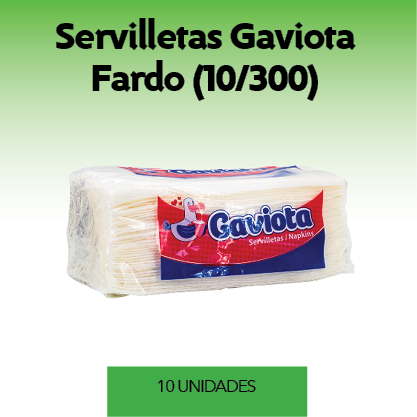 Servilletas Gaviota
Fardo (10/300)
Gaviota
Servilletas / Napkins
10 UNIDADES